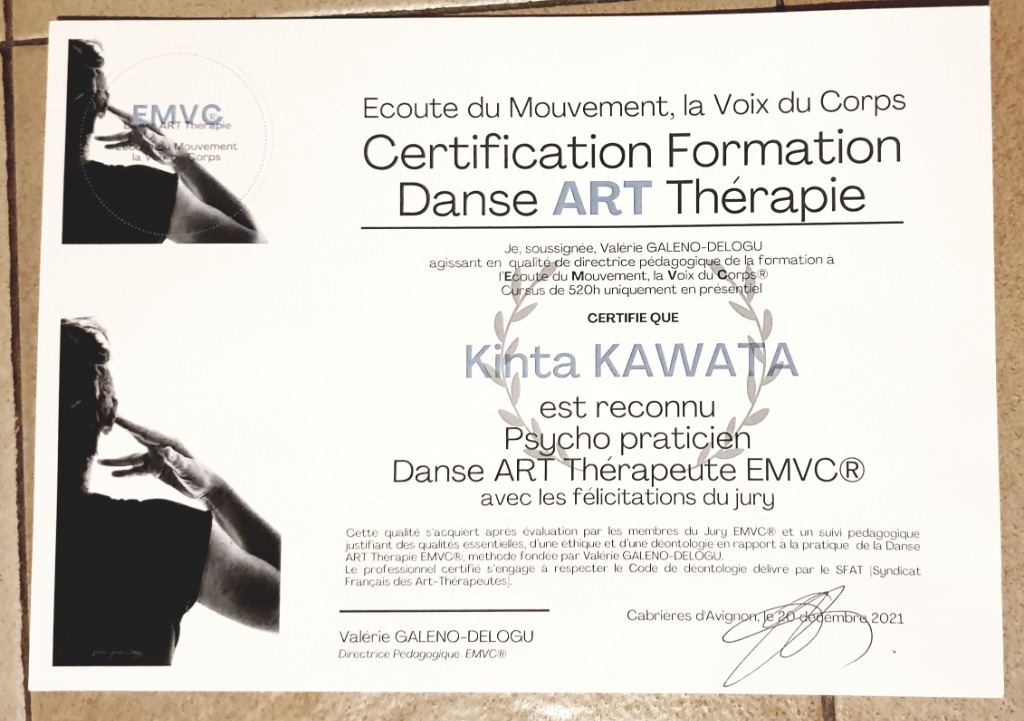 EMVC®
Danse ART Thérapie
Ecoute du Mouvement
la Voix du Corps
Ecoute du Mouvement, la Voix du Corps
Certification Formation
Danse ART Thérapie
Je, soussignée, Valérie GALENO-DELOGU
agissant en qualité de directrice pédagogique de la formation à
l'Ecoute du Mouvement, la Voix du Corps®
Cursus de 520h uniquement en présentiel
CERTIFIE QUE
Kinta KAWATA
est reconnu
Psycho praticien
Danse ART Thérapeute EMVC®
avec les félicitations du jury
Cette qualité s'acquiert après évaluation par les membres du Jury EMVC® et un suivi pédagogique
justifiant des qualités essentielles, d'une éthique et d'une déontologie en rapport à la pratique de la Danse
ART Thérapie EMVC®, méthode fondée par Valérie GALENO-DELOGU.
Le professionnel certifié s'engage à respecter le Code de déontologie délivré par le SFAT [Syndicat
Français des Art-Thérapeutes].
Cabrières d'Avignon, le 20 décembre 2021
Valérie GALENO-DELOGU
Directrice Pédagogique EMVC®